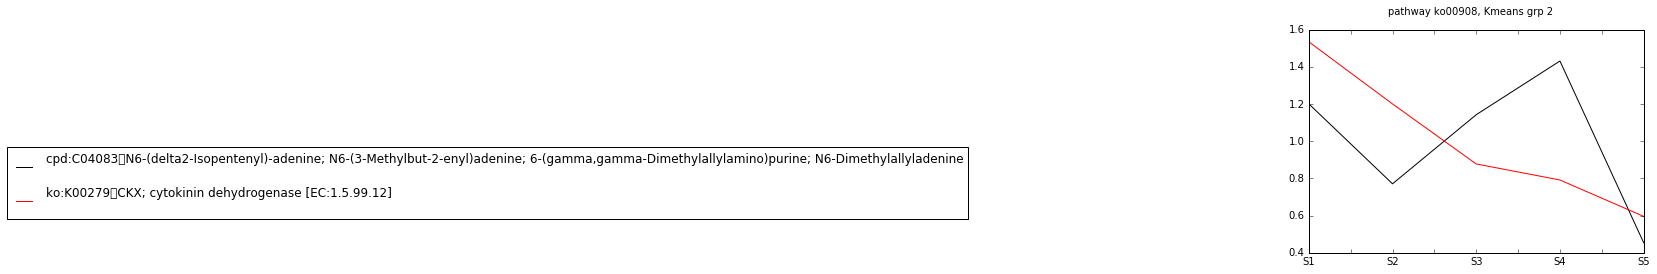 pathway ko00908, Kmeans grp 2
1.6
1.4
1.2
1.0
0.8
0.6
0.4
S1 S2 S3 S4 S5
cpd:C04083▯N6-(delta2-Isopentenyl)-adenine; N6-(3-Methylbut-2-enyl)adenine; 6-(gamma,gamma-Dimethylallylamino)purine; N6-Dimethylallyladenine
ko:K00279▯CKX; cytokinin dehydrogenase [EC:1.5.99.12]